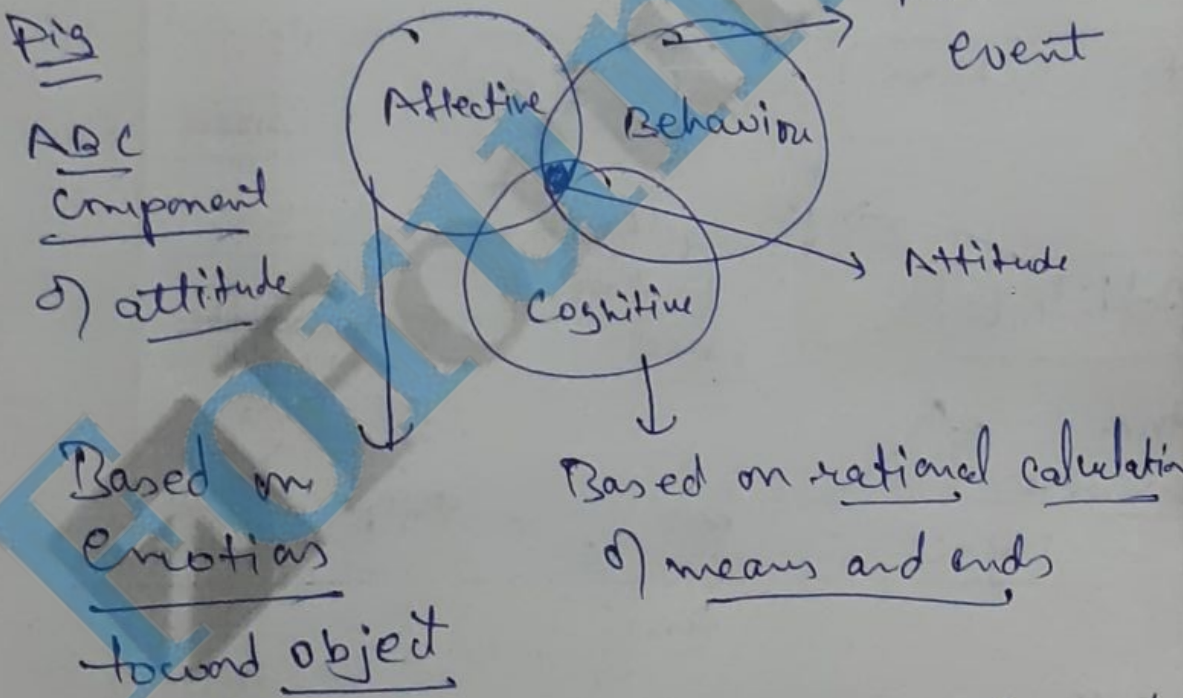 Fig
ABC
Component
of attitude
Affective
Behaviour
event
Attitude
Cognitive
Based on
emotions
toward object
Based on rational calculation
of means and ends
Forum